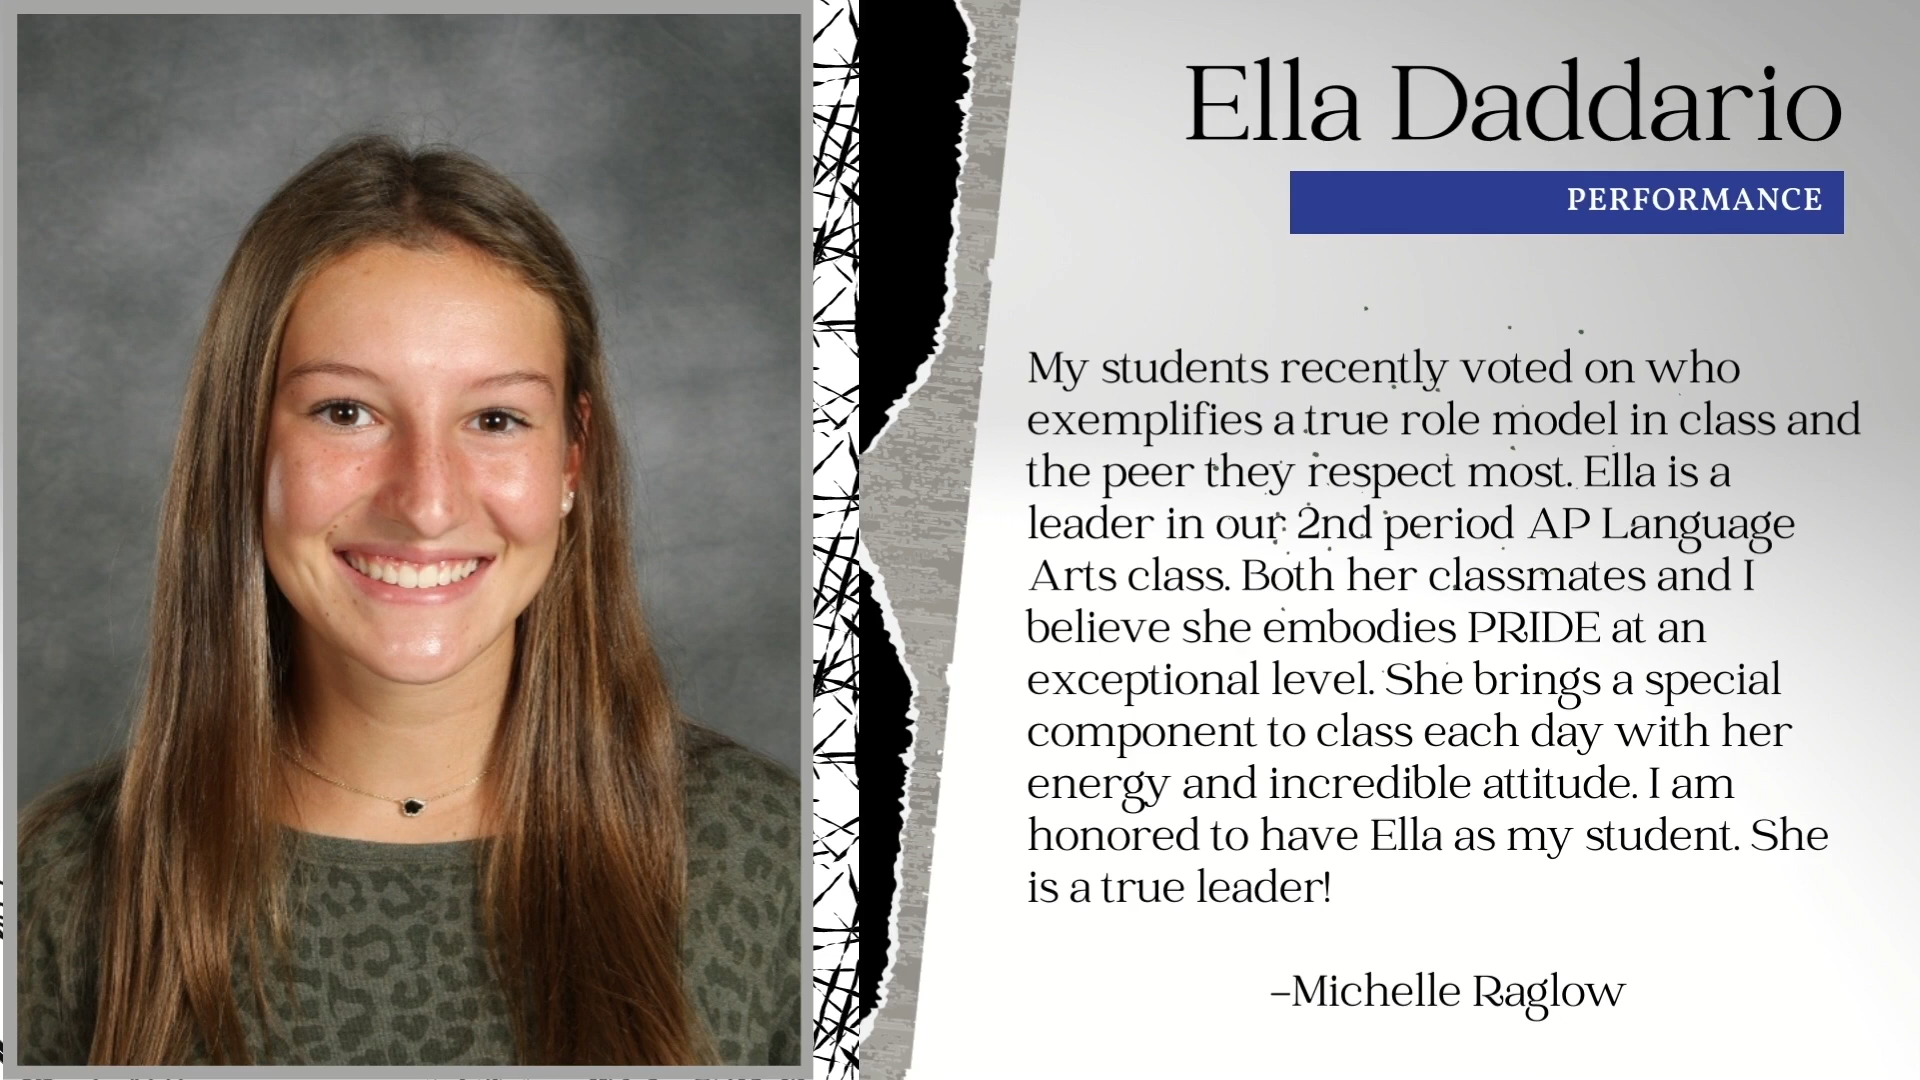 Ella Daddario
PERFORMANCE
My students recently voted on who
exemplifies a true role model in class and
the peer they respect most. Ella is a
leader in our 2nd period AP Language
Arts class. Both her classmates and I
believe she embodies PRIDE at an
exceptional level. She brings a special
component to class each day with her
energy and incredible attitude. I am
honored to have Ella as my student. She
is a true leader!
–Michelle Raglow